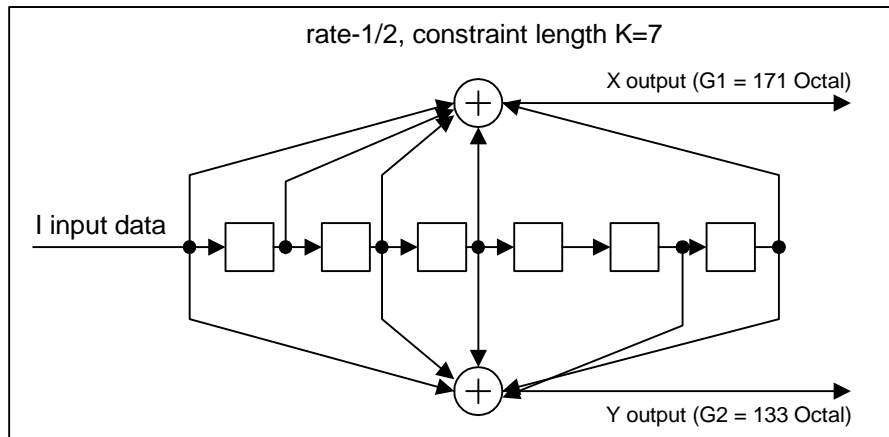 rate-1/2, constraint length K=7
X output (G1 = 171 Octal)
I input data
Y output (G2 = 133 Octal)